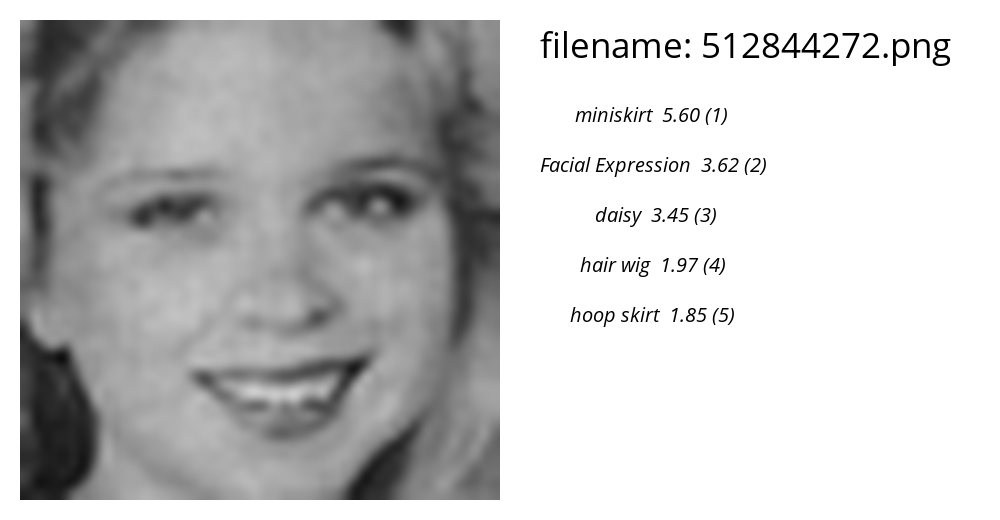 filename: 512844272.png
miniskirt 5.60 (1)
Facial Expression 3.62 (2)
daisy 3.45 (3)
hair wig 1.97 (4)
hoop skirt 1.85 (5)